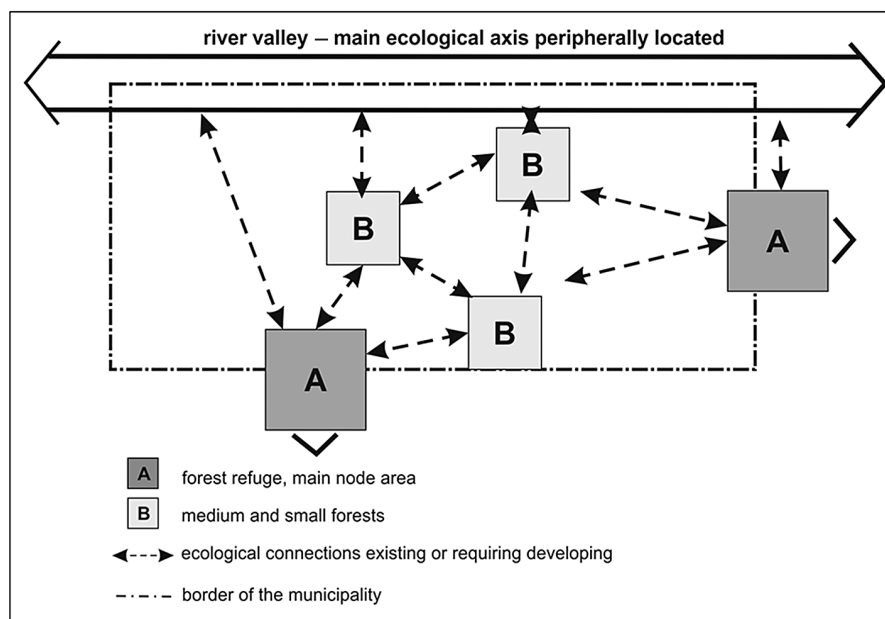 river valley – main ecological axis peripherally located
B
B
A
B
A
A forest refuge, main node area
B medium and small forests
ecological connections existing or requiring developing
border of the municipality